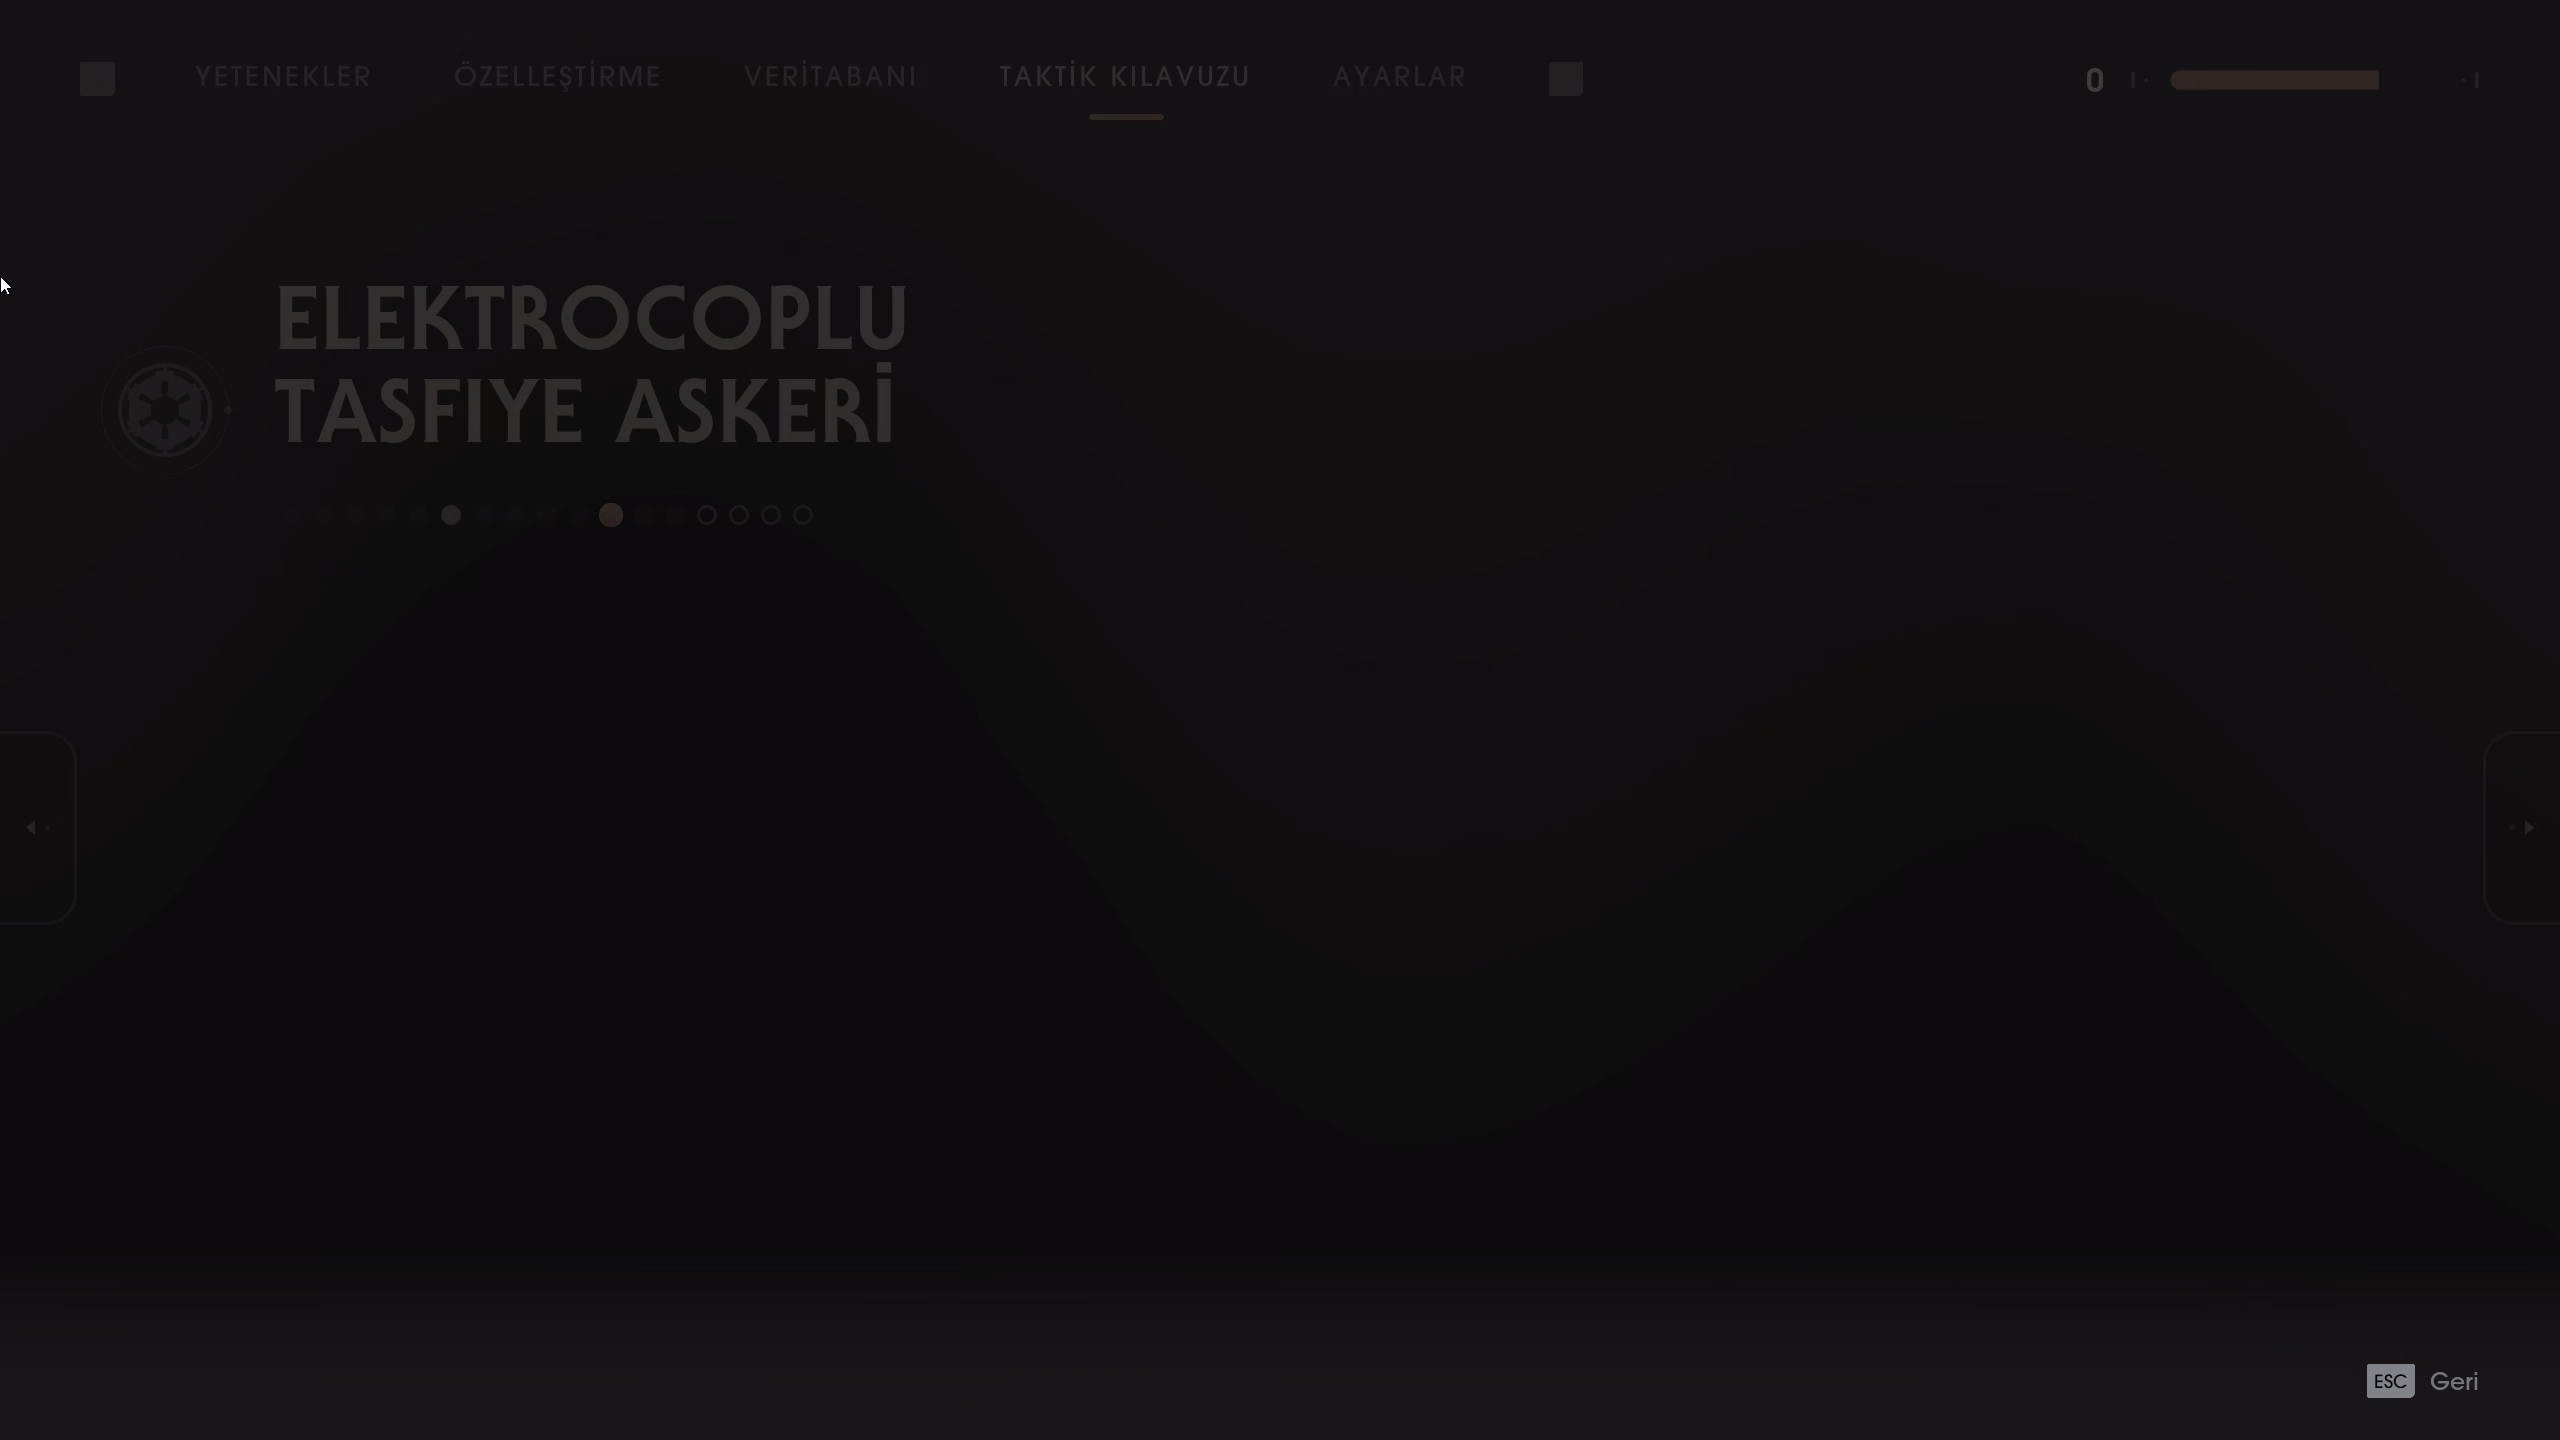 YETENEKLER ÖZELLEŞTİRME VERİTABANI TAKTİK KILAVUZU AYARLAR 0
ELEKTROCOPLU
TASFIYE ASKERİ
ESC Geri